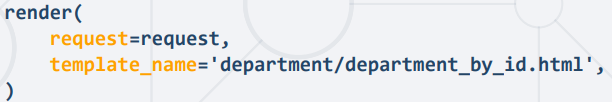 render(
    request=request,
    template_name='department/department_by_id.html',
)